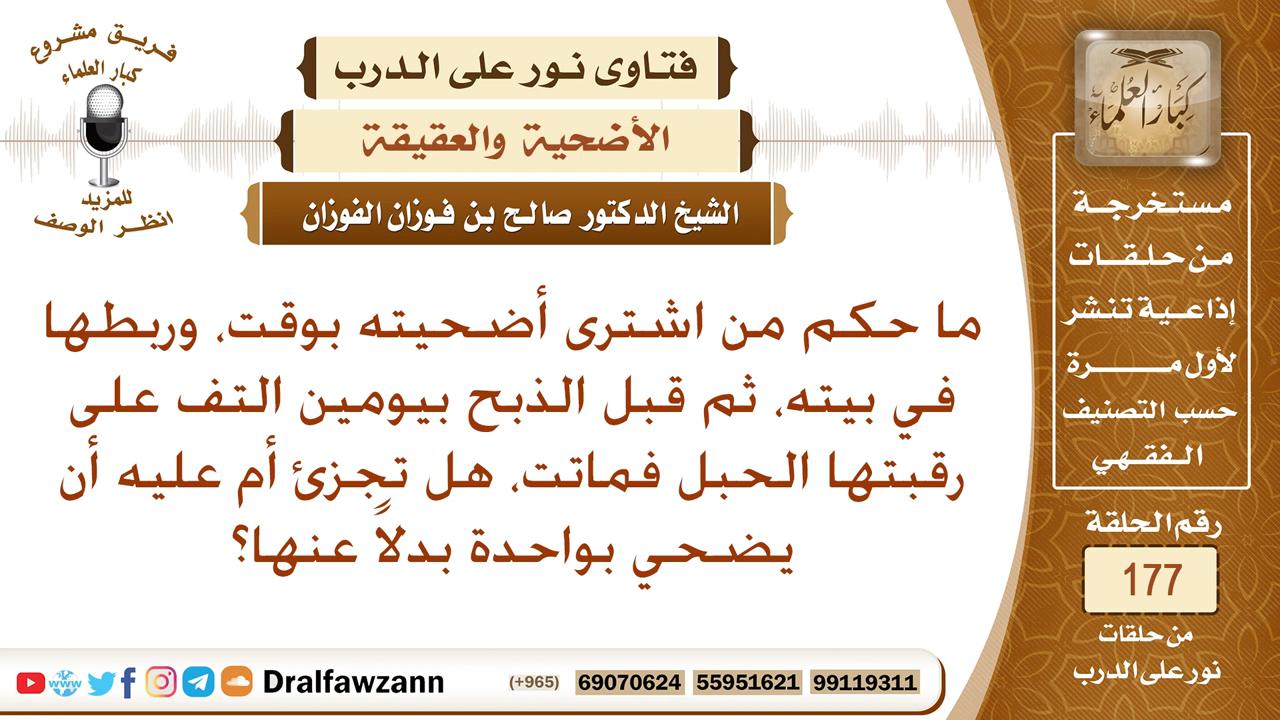 فريق مشروع
كبار العلماء
للمزيد
انظر الوصف
فتاوى نور على الدرب
الأضحية والعقيقة
الشيخ الدكتور صالح بن فوزان الفوزان
ما حكم من اشترى أضحيته بوقت، وربطها
في بيته، ثم قبل الذبح بيومين التف على
رقبتها الحبل فماتت، هل تجزئ أم عليه أن
يضحي بواحدة بدلاً عنها؟
كبار العلماء
مستخرجة
من حلقات
إذاعية تنشر
لأول مرة
حسب التصنيف
الفقهي
رقم الحلقة
177
من حلقات
نور على الدرب
www Dralfawzann (+965) 69070624 55951621 99119311